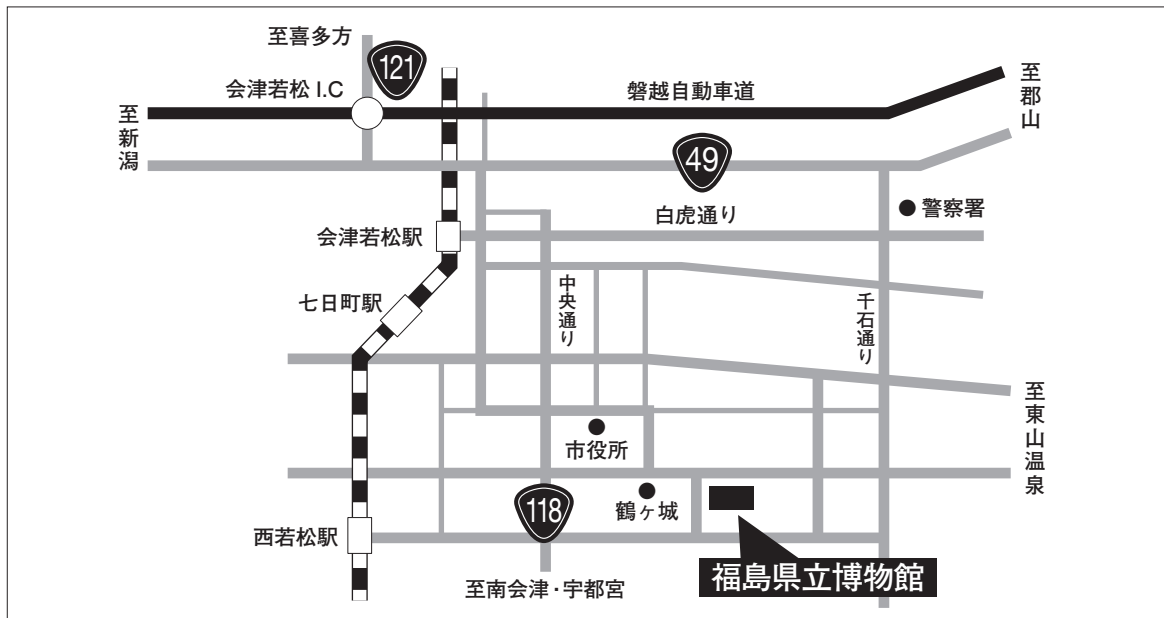 至喜多方
121
会津若松 I.C
磐越自動車道
至郡山
至新潟
49
白虎通り
警察署
会津若松駅
七日町駅
中央通り
千石通り
至東山温泉
市役所
118
鶴ヶ城
西若松駅
福島県立博物館
至南会津・宇都宮